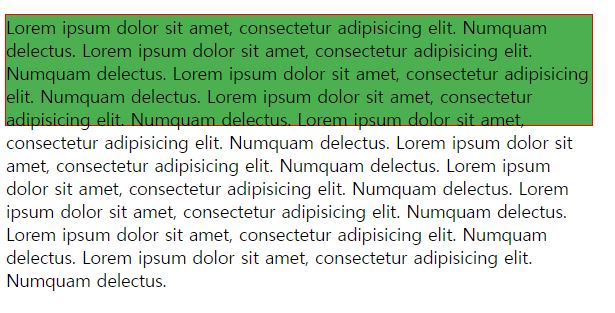 Lorem ipsum dolor sit amet, consectetur adipisicing elit. Numquam
delectus. Lorem ipsum dolor sit amet, consectetur adipisicing elit.
Numquam delectus. Lorem ipsum dolor sit amet, consectetur adipisicing
elit. Numquam delectus. Lorem ipsum dolor sit amet, consectetur
adipisicing elit. Numquam delectus. Lorem ipsum dolor sit amet,
consectetur adipisicing elit. Numquam delectus. Lorem ipsum dolor sit
amet, consectetur adipisicing elit. Numquam delectus. Lorem ipsum
dolor sit amet, consectetur adipisicing elit. Numquam delectus. Lorem
ipsum dolor sit amet, consectetur adipisicing elit. Numquam delectus.
Lorem ipsum dolor sit amet, consectetur adipisicing elit. Numquam
delectus. Lorem ipsum dolor sit amet, consectetur adipisicing elit.
Numquam delectus.